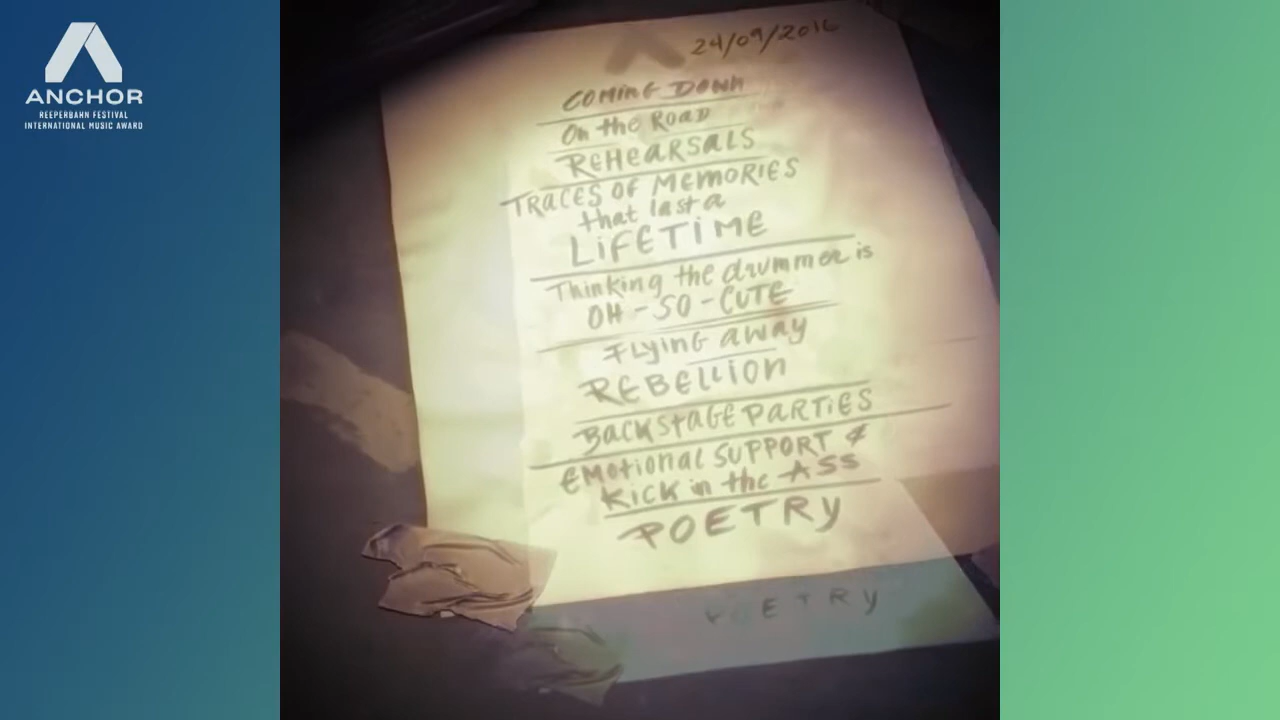 ANCHOR
REEPERBAHN FESTIVAL
INTERNATIONAL MUSIC AWARD
24/09/2016
COMING DOWN
On the ROAD
REHEARSALS
TRACES OF MEMORIES
that last a
LIFETIME
Thinking the drummer is
OH-SO-CUTE
FLYING AWAY
REBELLION
BACKSTAGE PARTIES
EMOTIONAL SUPPORT &
KICK in the ASS
POETRY
POETRY